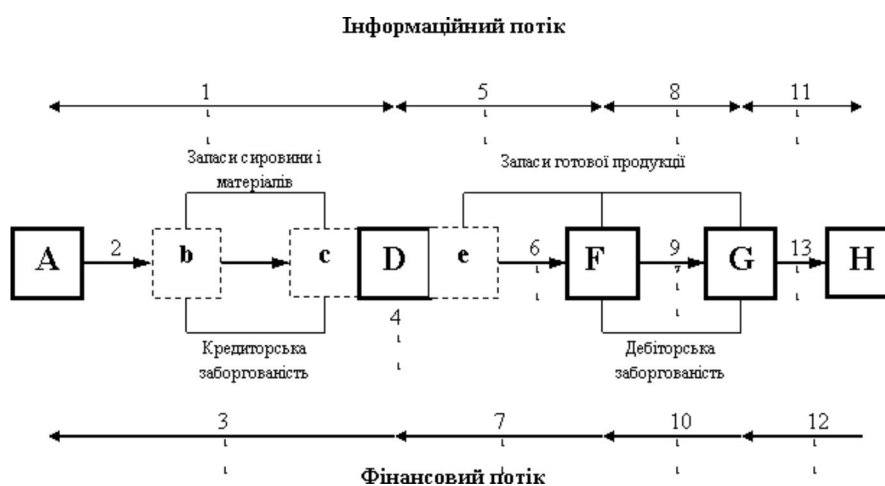 Інформаційний потік
1 5 8 11
Запаси сировини і
матеріалів
Запаси готової продукції
A 2 b c D e 6 F 9 G 13 H
4
Кредиторська
заборгованість
Дебіторська
заборгованість
3 7 10 12
Фінансовий потік